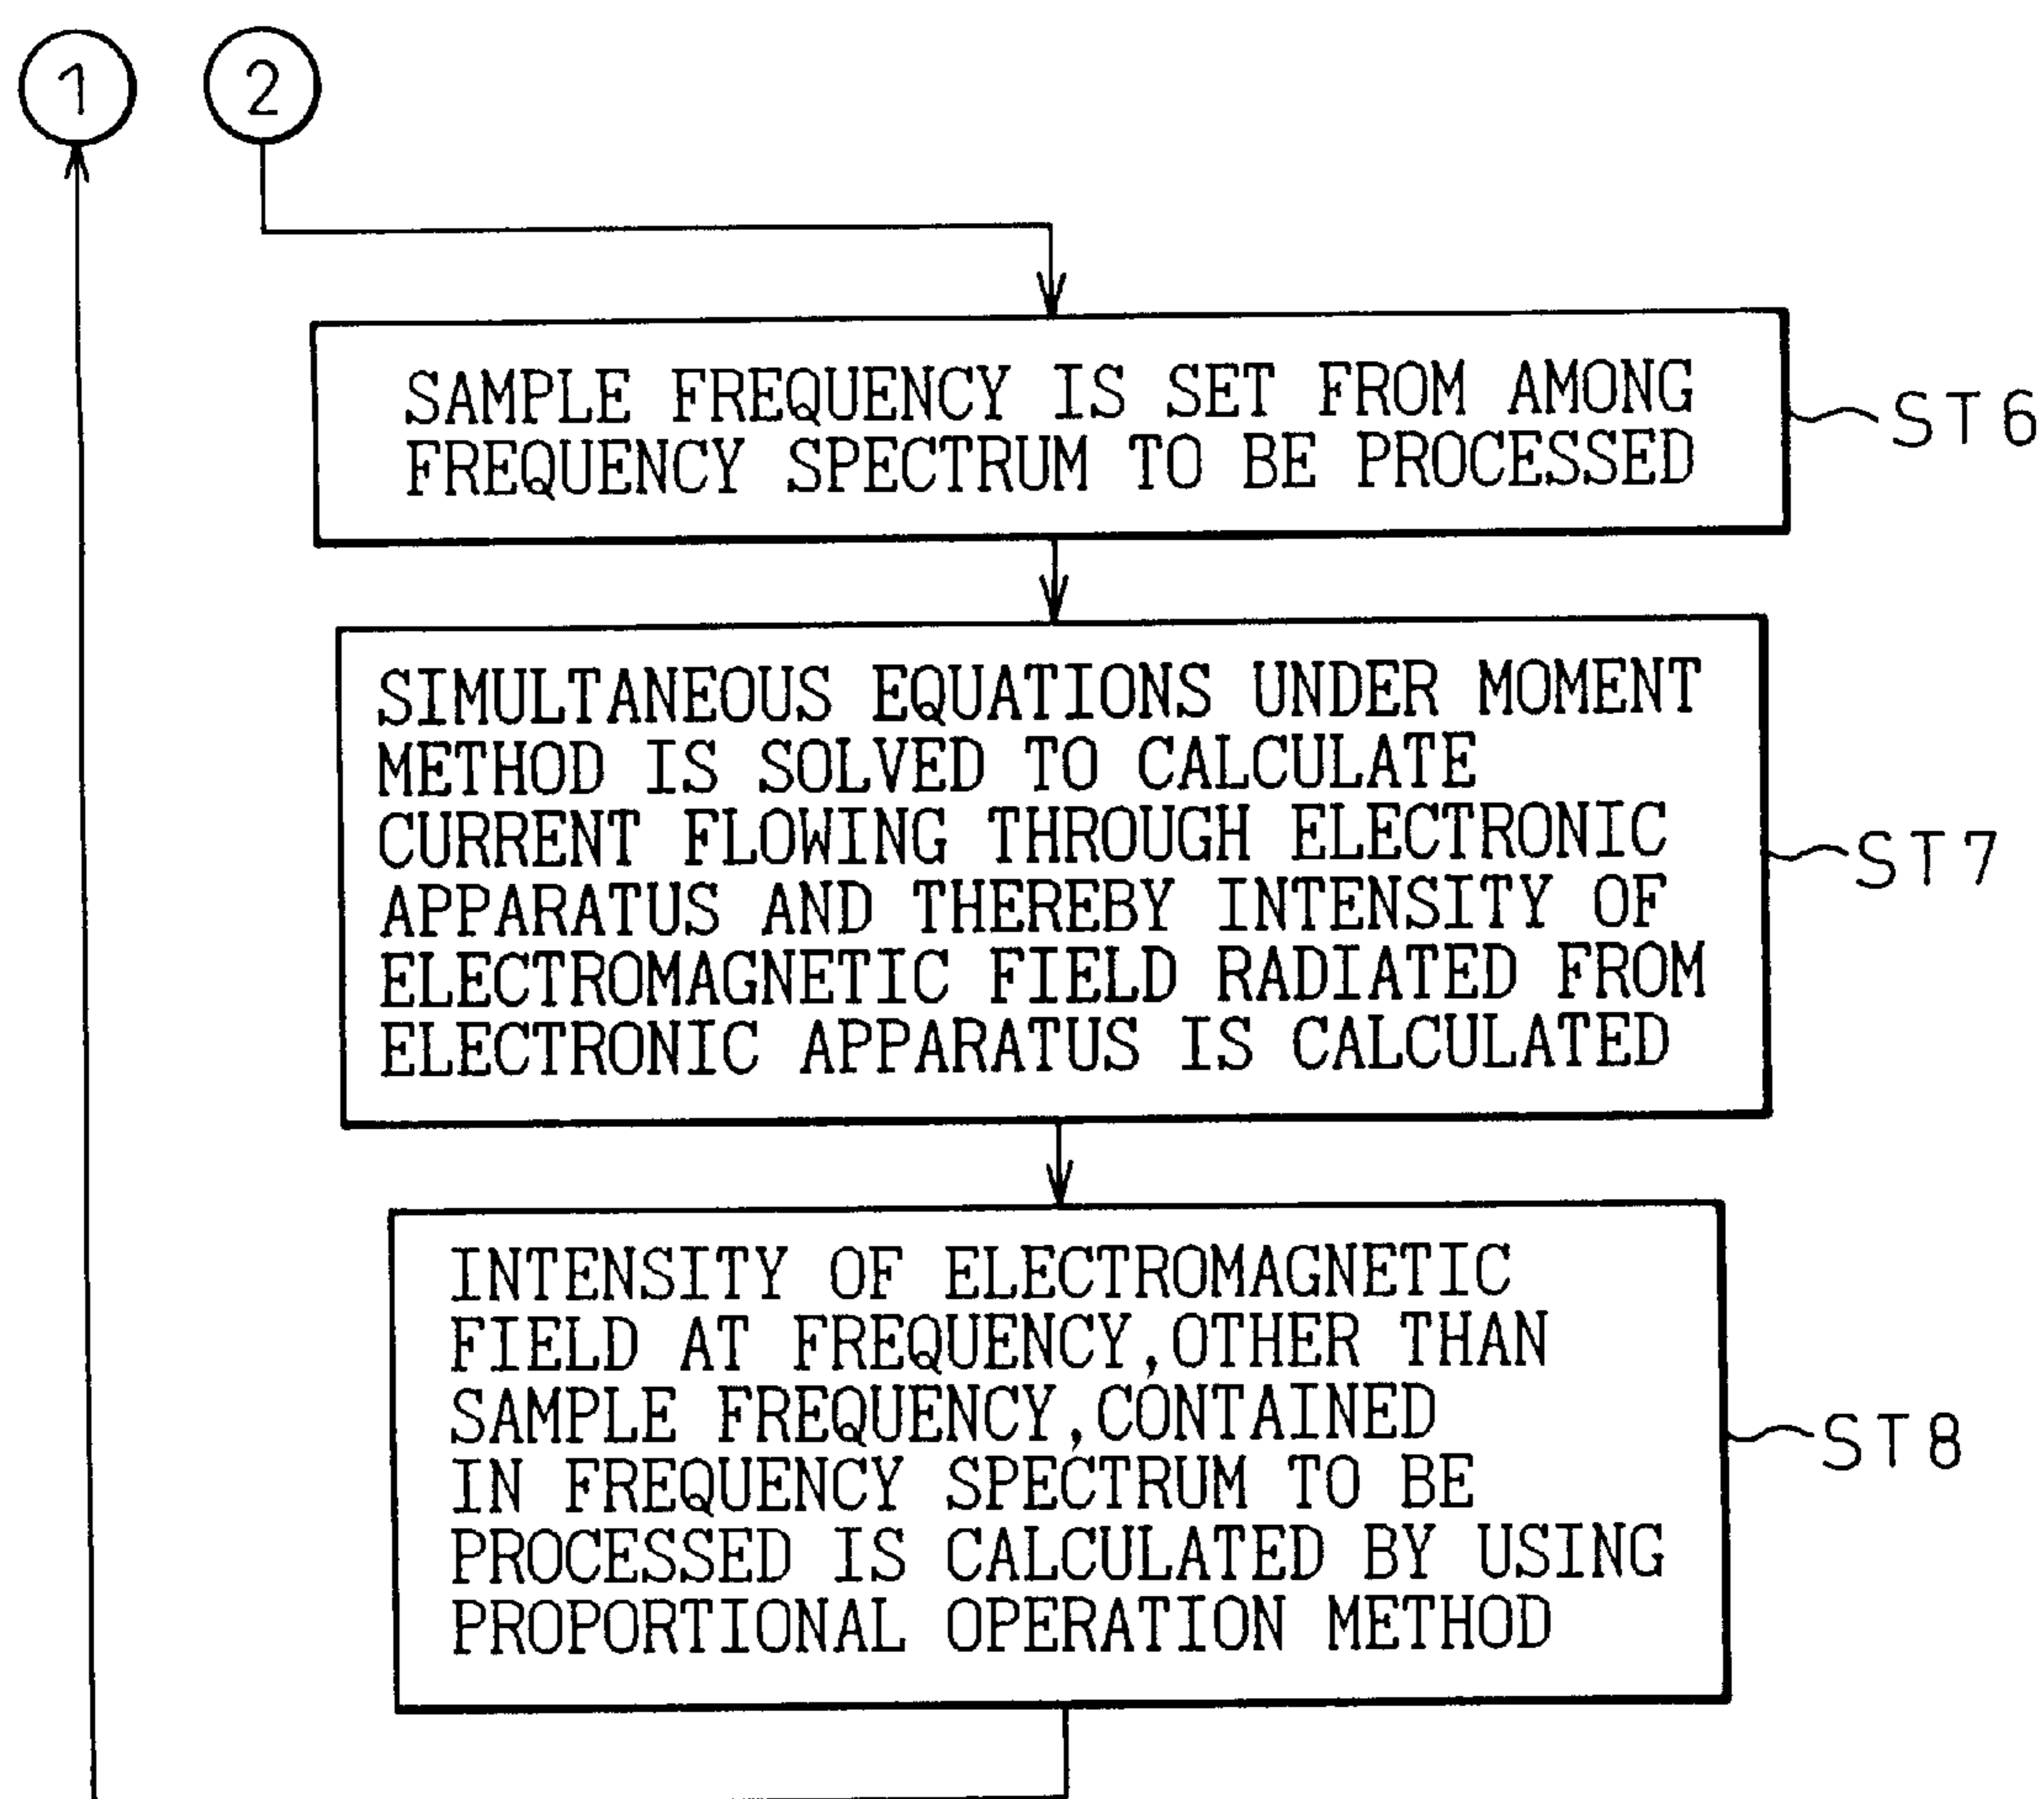 1
2
SAMPLE FREQUENCY IS SET FROM AMONG
FREQUENCY SPECTRUM TO BE PROCESSED
ST6
SIMULTANEOUS EQUATIONS UNDER MOMENT
METHOD IS SOLVED TO CALCULATE
CURRENT FLOWING THROUGH ELECTRONIC
APPARATUS AND THEREBY INTENSITY OF
ELECTROMAGNETIC FIELD RADIATED FROM
ELECTRONIC APPARATUS IS CALCULATED
ST7
INTENSITY OF ELECTROMAGNETIC
FIELD AT FREQUENCY, OTHER THAN
SAMPLE FREQUENCY, CONTAINED
IN FREQUENCY SPECTRUM TO BE
PROCESSED IS CALCULATED BY USING
PROPORTIONAL OPERATION METHOD
ST8